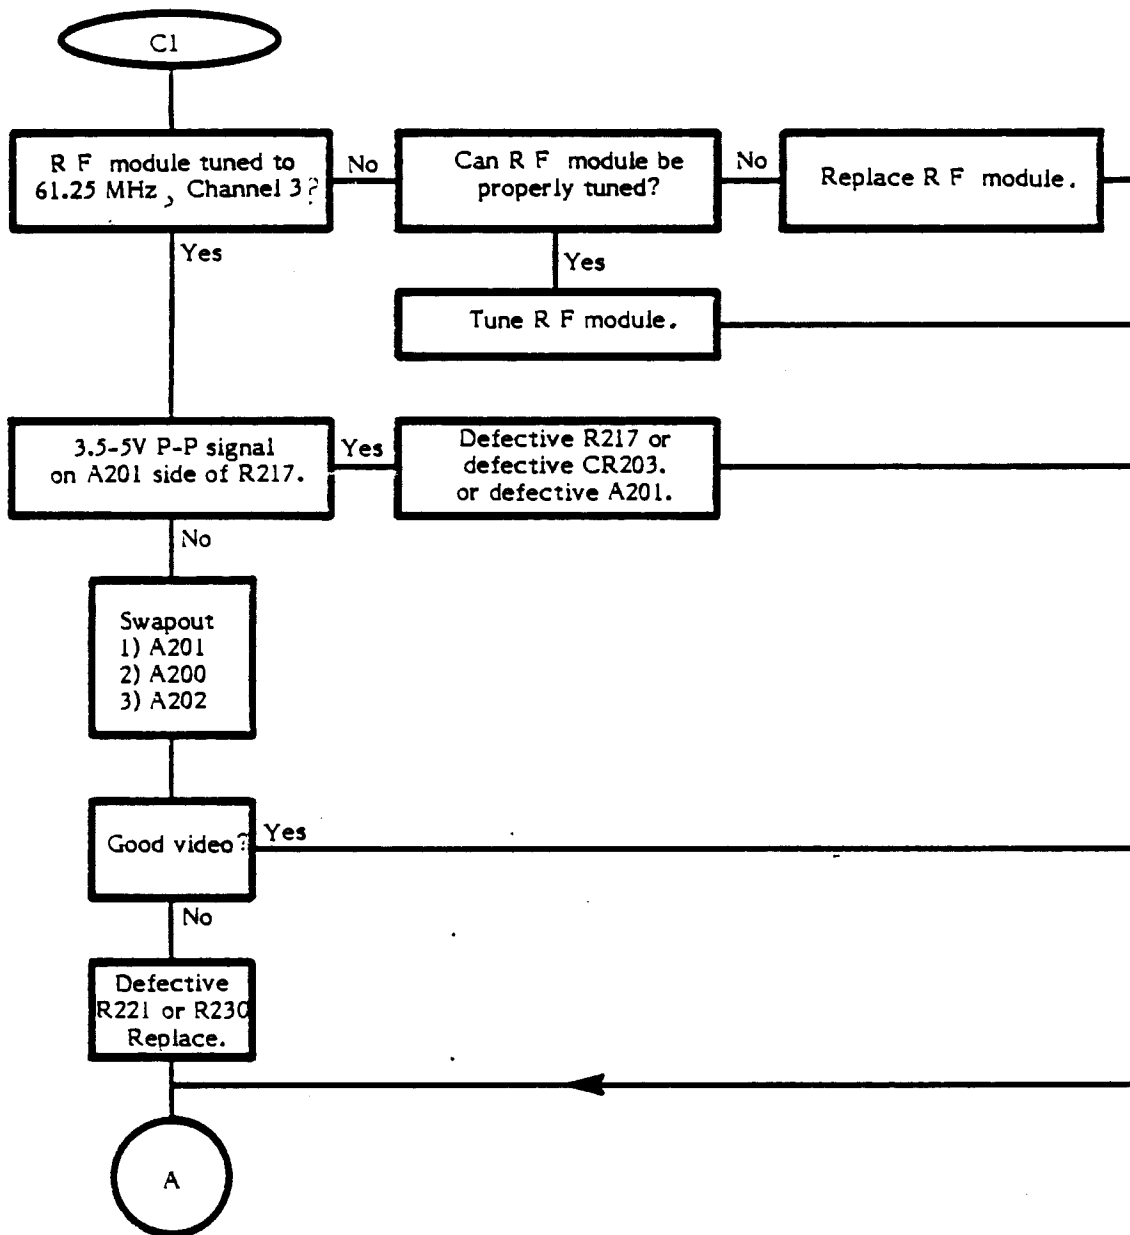 C1
R F module tuned to
61.25 MHz, Channel 3?
No
Can R F module be
properly tuned?
No
Replace R F module.
Yes
Yes
Tune R F module.
3.5-5V P-P signal
on A201 side of R217.
Yes
Defective R217 or
defective CR203.
or defective A201.
No
Swapout
1) A201
2) A200
3) A202
Good video?
Yes
No
Defective
R221 or R230
Replace.
A